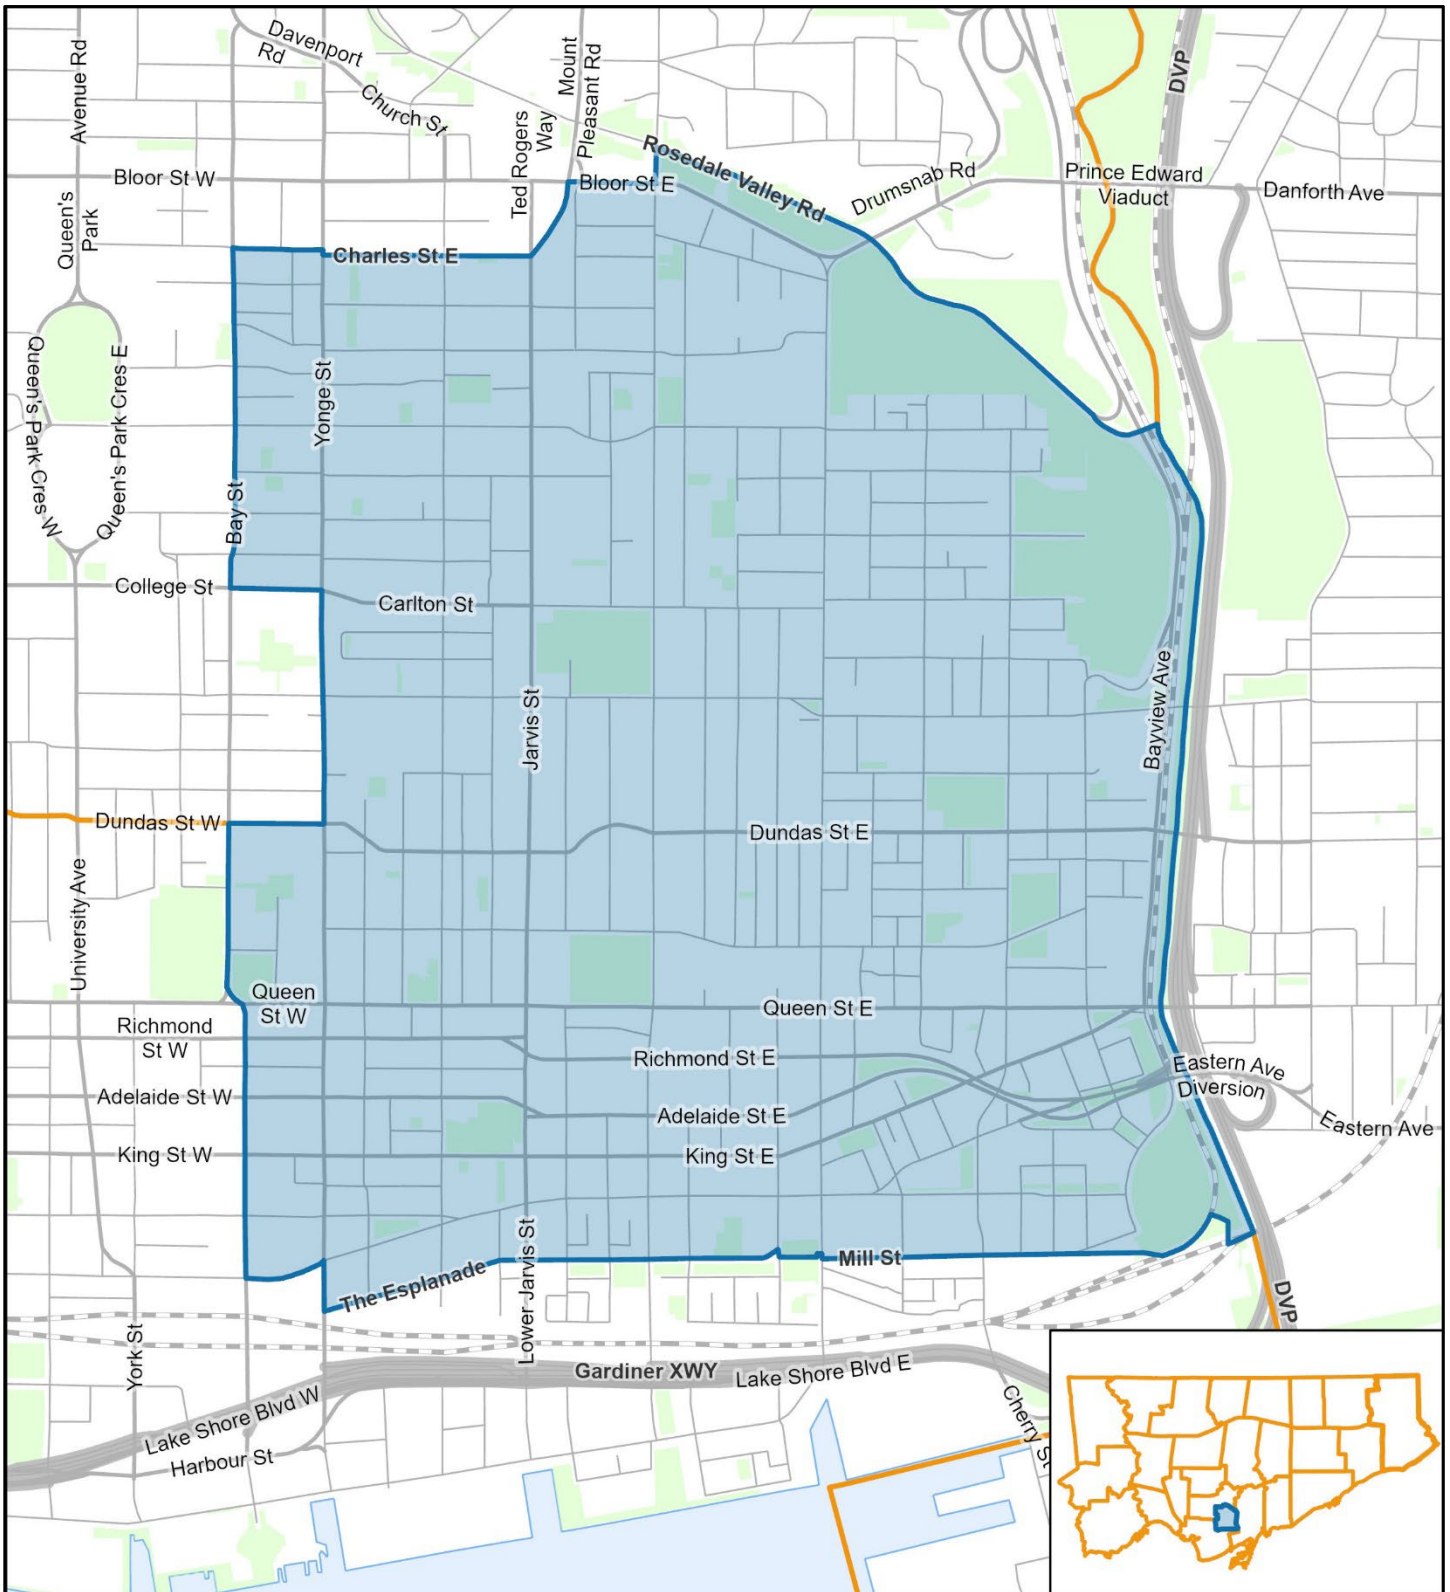 Davenport
Rd
Avenue Rd
Church St
Mount
Pleasant Rd
Ted Rogers
Way
DVP
Rosedale Valley Rd
Bloor St W
Bloor St E
Drumsnab Rd
Prince Edward
Viaduct
Danforth Ave
Queen's
Park
Charles St E
Queen's Park Cres W
Queen's Park Cres E
Yonge St
Bay St
College St
Carlton St
Jarvis St
Bayview Ave
Dundas St W
Dundas St E
University Ave
Queen
St W
Queen St E
Richmond
St W
Richmond St E
Eastern Ave
Diversion
Adelaide St W
Adelaide St E
Eastern Ave
King St W
King St E
Mill St
The Esplanade
Lower Jarvis St
DVP
York St
Gardiner XWY
Lake Shore Blvd E
Lake Shore Blvd W
Harbour St
Cherry St